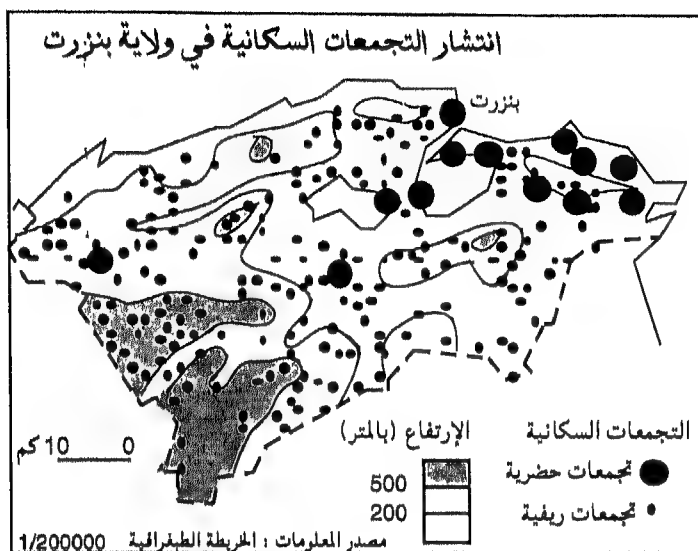 انتشار التجمعات السكانية في ولاية بنزرت
بنزرت
التجمعات السكانية
تجمعات حضرية
تجمعات ريفية
الإرتفاع (بالمتر)
500
200
0 10 كم
مصدر المعلومات : الخريطة الطبغرافية 1/200000